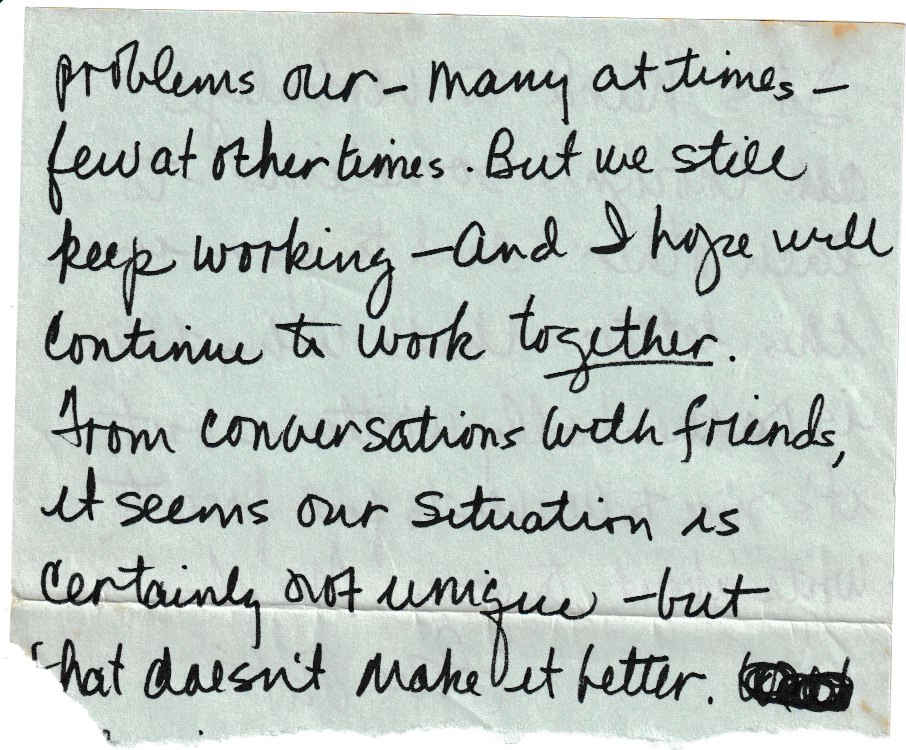 problems our - many at times -
few at other times. But we still
keep working - And I hope will
continue to work together.
From conversations with friends,
it seems our situation is
certainly not unique - but
that doesn't make it better.